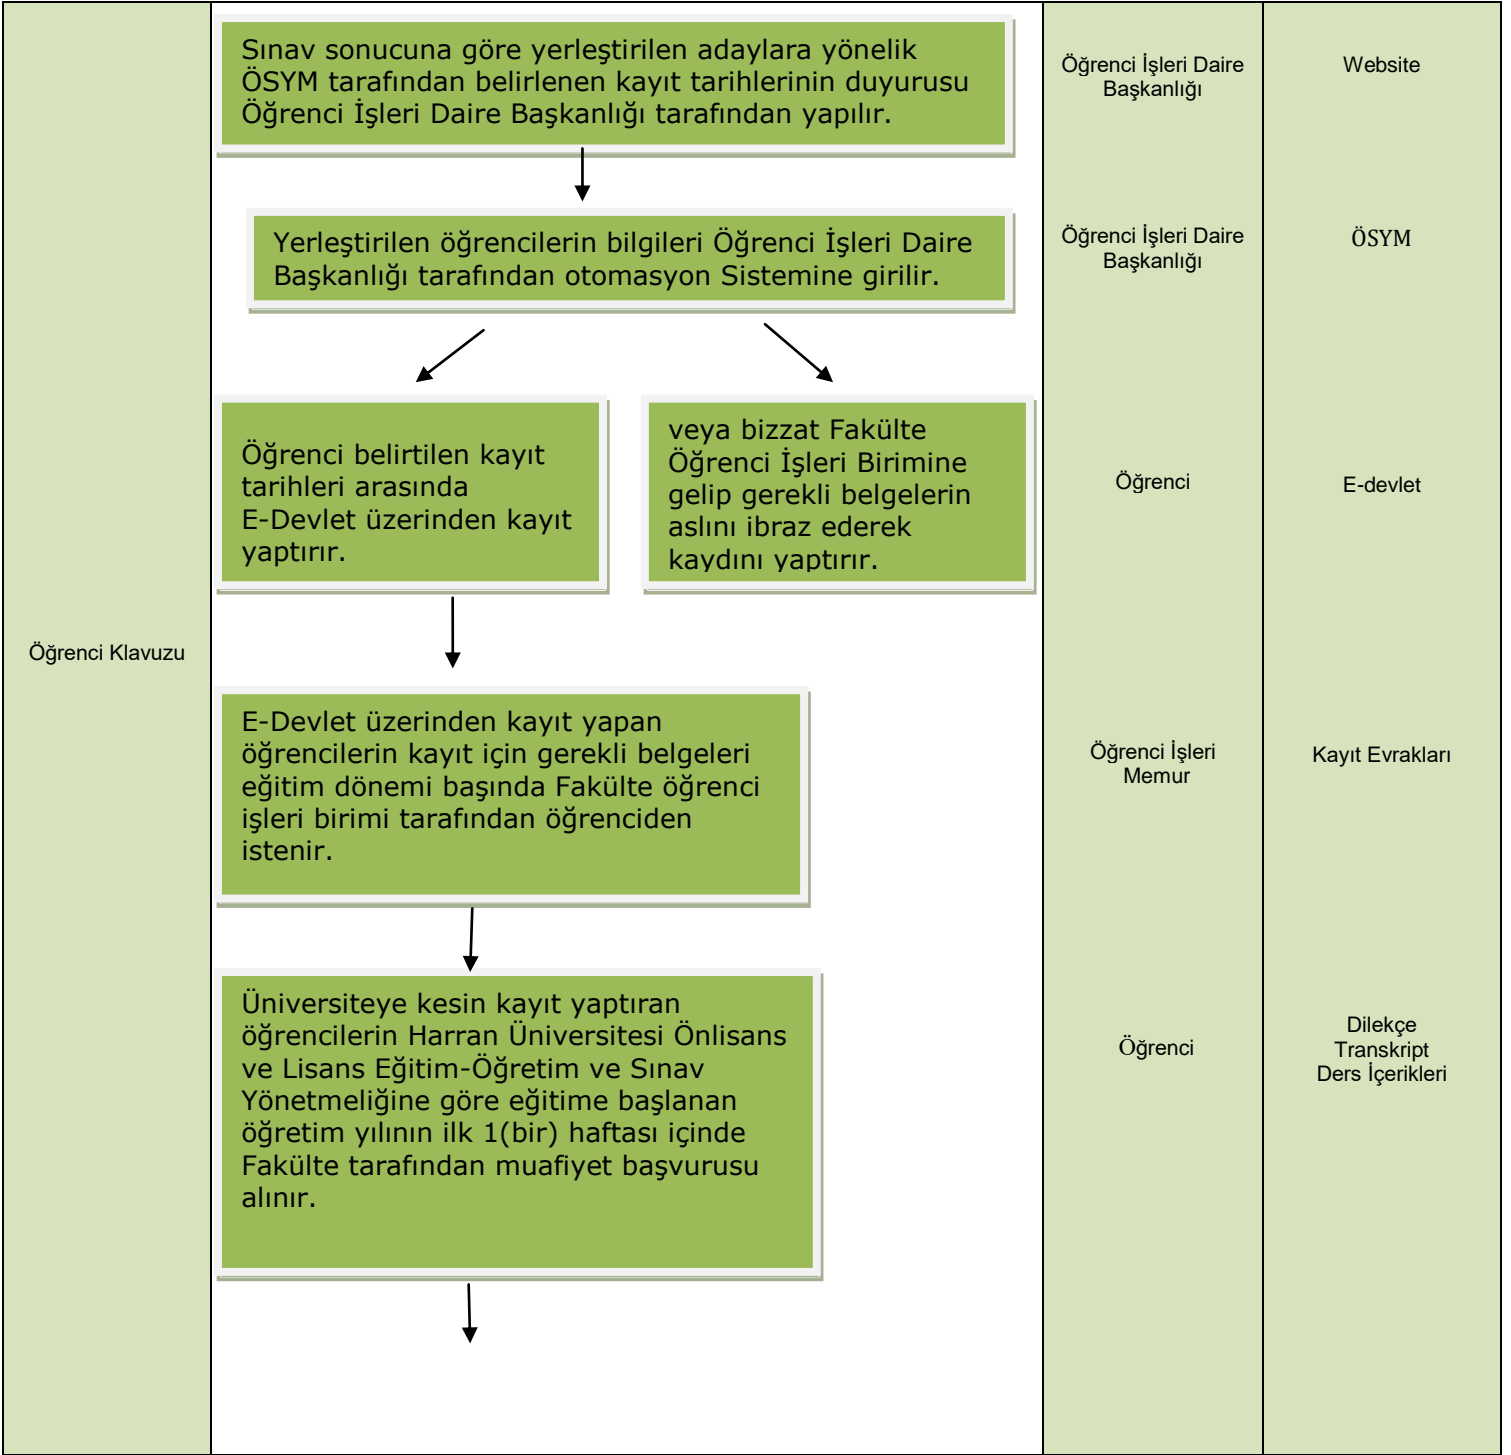 Sınav sonucuna göre yerleştirilen adaylara yönelik
ÖSYM tarafından belirlenen kayıt tarihlerinin duyurusu
Öğrenci İşleri Daire Başkanlığı tarafından yapılır.
Öğrenci İşleri Daire
Başkanlığı
Website
Yerleştirilen öğrencilerin bilgileri Öğrenci İşleri Daire
Başkanlığı tarafından otomasyon Sistemine girilir.
Öğrenci İşleri Daire
Başkanlığı
ÖSYM
Öğrenci belirtilen kayıt
tarihleri arasında
E-Devlet üzerinden kayıt
yaptırır.
veya bizzat Fakülte
Öğrenci İşleri Birimine
gelip gerekli belgelerin
aslını ibraz ederek
kaydını yaptırır.
Öğrenci
E-devlet
Öğrenci Klavuzu
E-Devlet üzerinden kayıt yapan
öğrencilerin kayıt için gerekli belgeleri
eğitim dönemi başında Fakülte öğrenci
işleri birimi tarafından öğrenciden
istenir.
Öğrenci İşleri
Memur
Kayıt Evrakları
Üniversiteye kesin kayıt yaptıran
öğrencilerin Harran Üniversitesi Önlisans
ve Lisans Eğitim-Öğretim ve Sınav
Yönetmeliğine göre eğitime başlanan
öğretim yılının ilk 1(bir) haftası içinde
Fakülte tarafından muafiyet başvurusu
alınır.
Öğrenci
Dilekçe
Transkript
Ders İçerikleri